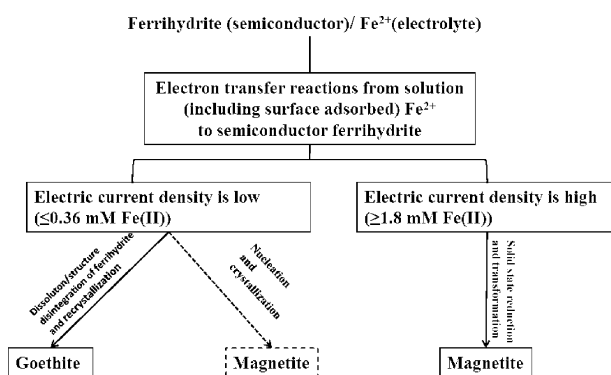 Ferrihydrite (semiconductor)/ Fe²⁺(electrolyte)
Electron transfer reactions from solution
(including surface adsorbed) Fe²⁺
to semiconductor ferrihydrite
Electric current density is low
(≤0.36 mM Fe(II))
Electric current density is high
(≥1.8 mM Fe(II))
Dissoluton/structure
disintegration of ferrihydrite
and recrystallization
Nucleation
and
crystallization
Solid state reduction
and transformation
Goethite
Magnetite
Magnetite